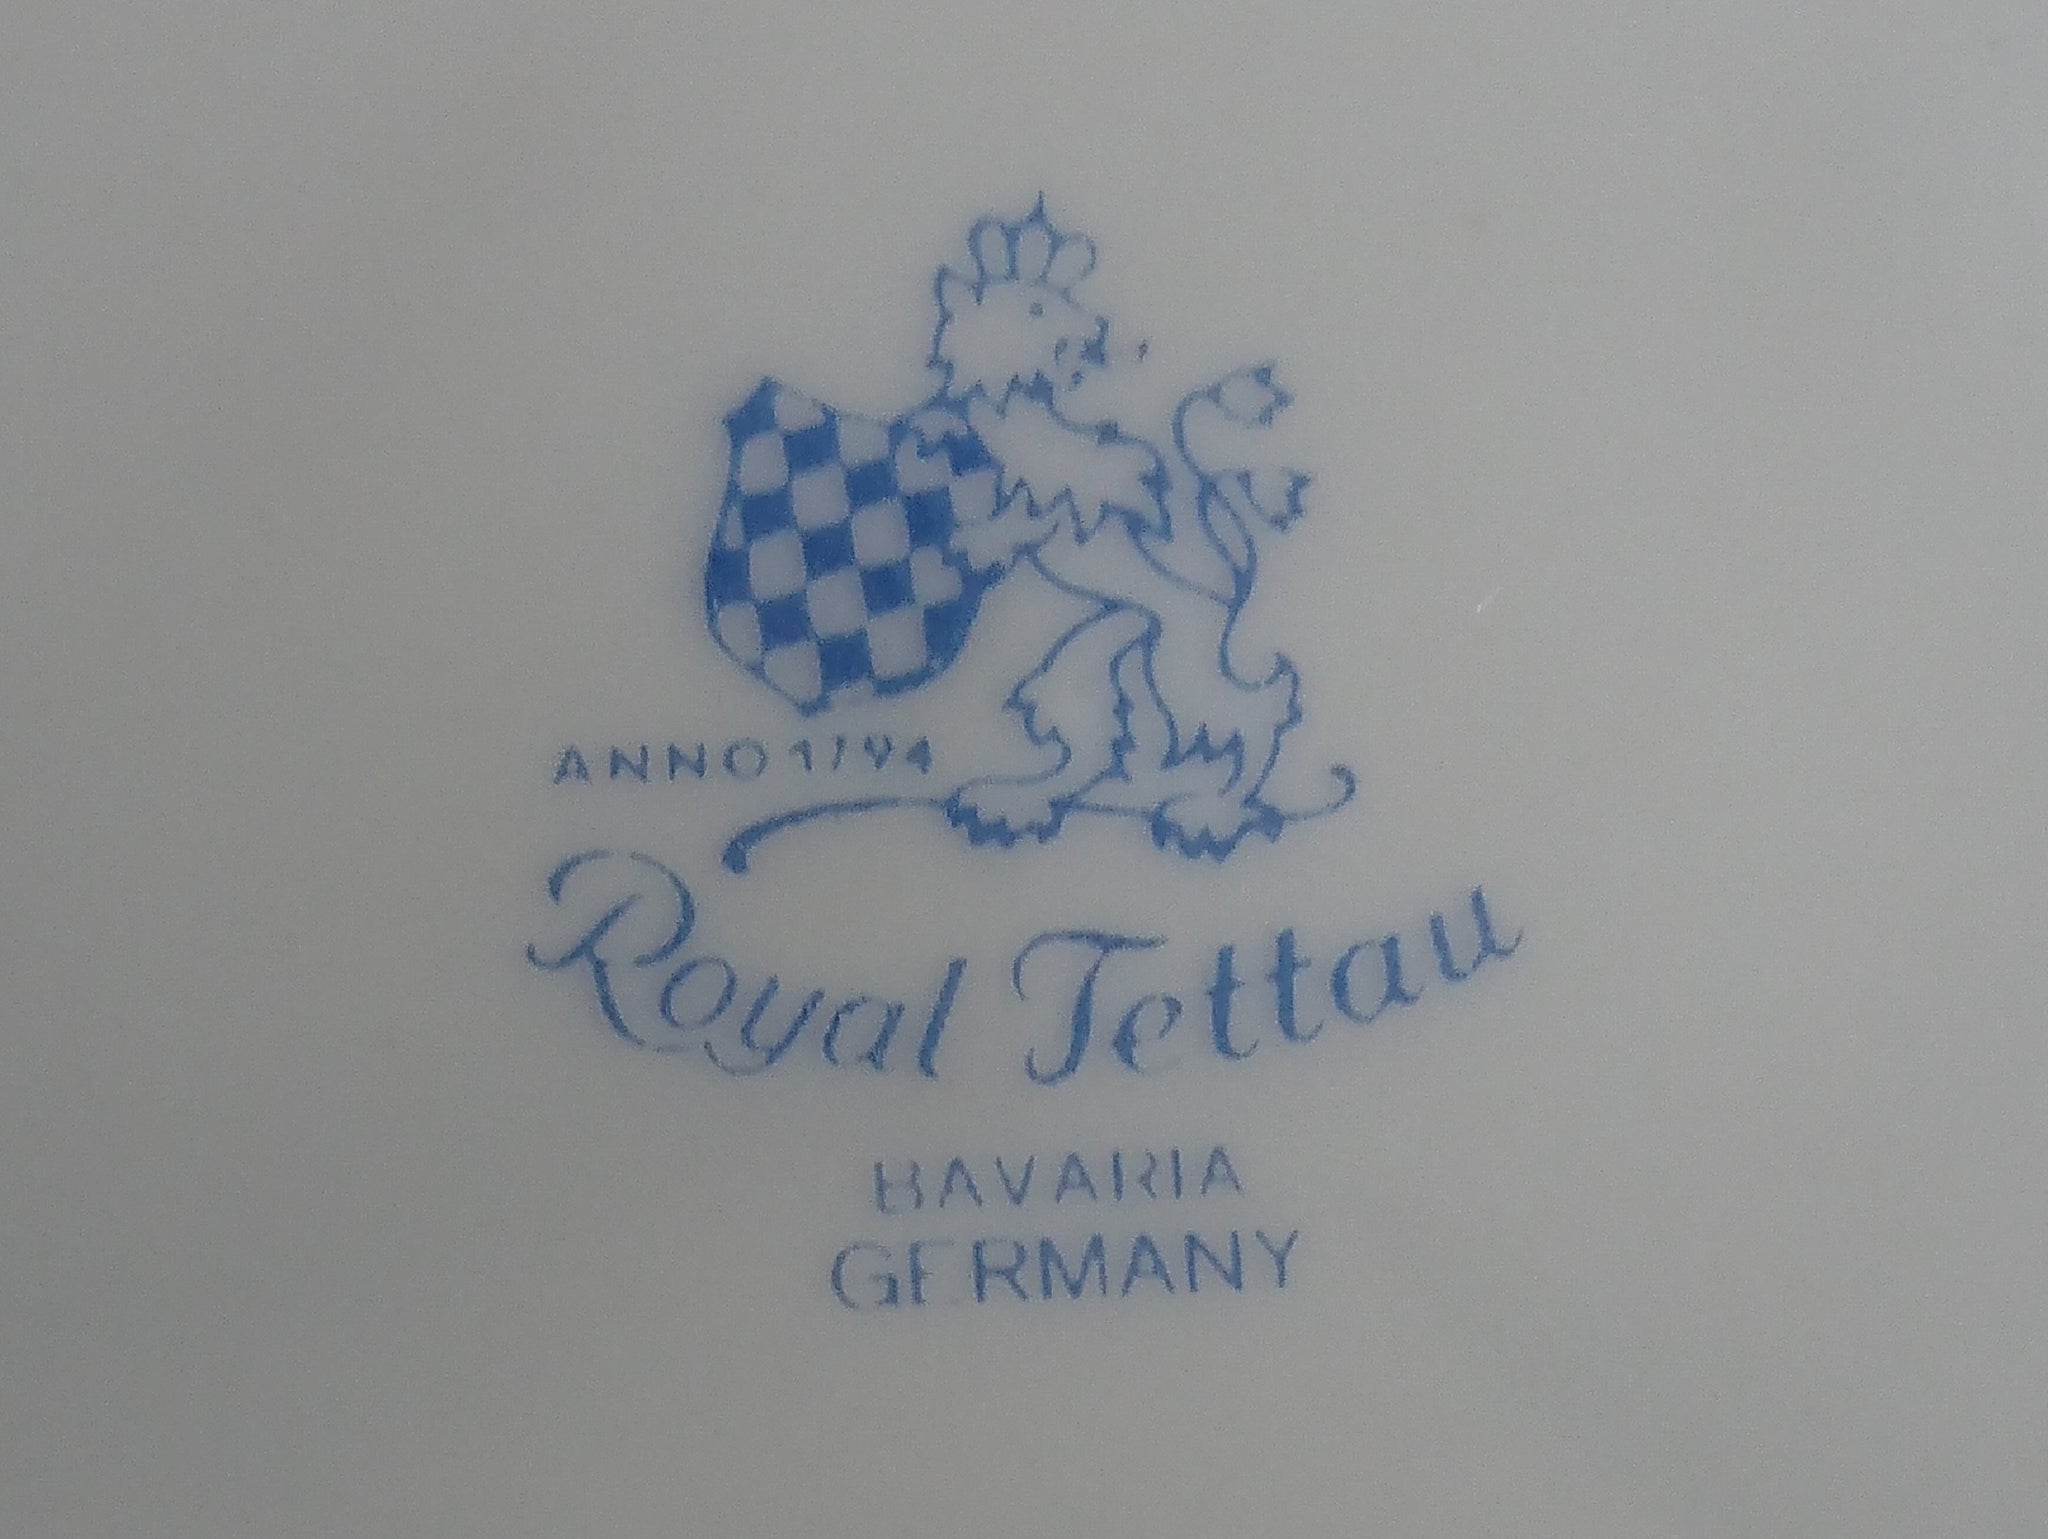 ANNO 1794
Royal Tettau
BAVARIA
GERMANY